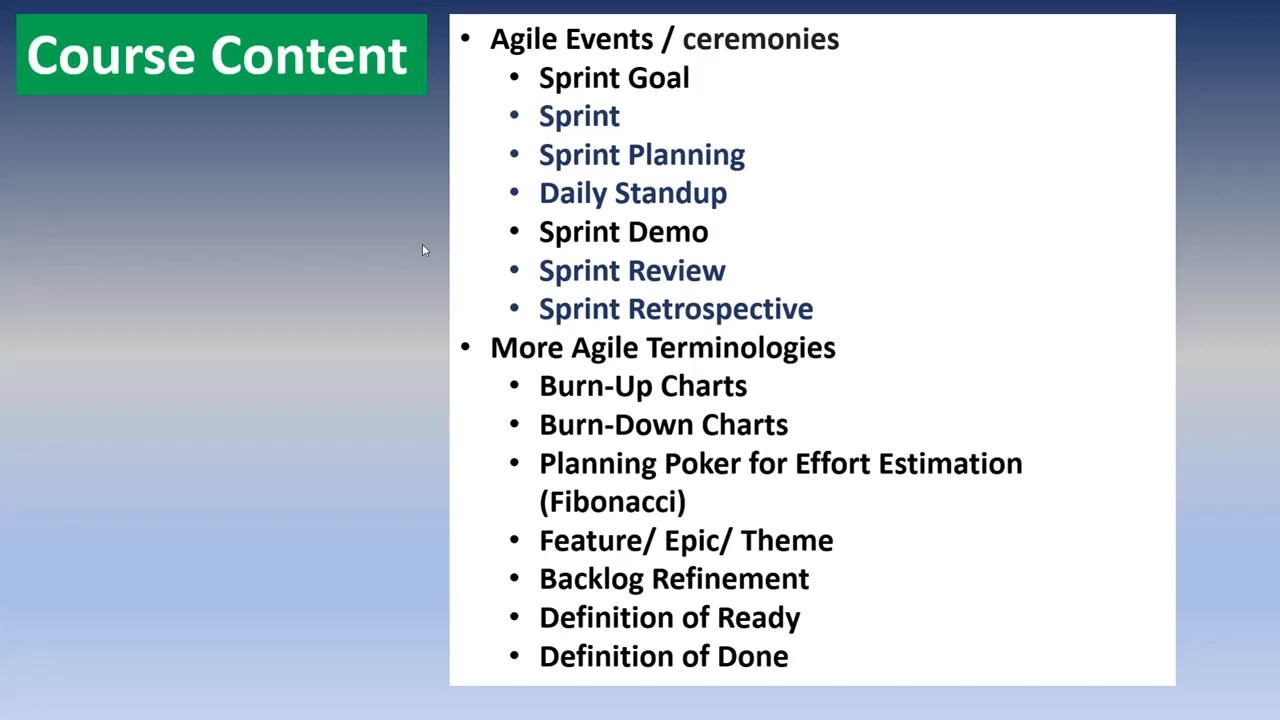 Course Content
• Agile Events / ceremonies
• Sprint Goal
• Sprint
• Sprint Planning
• Daily Standup
• Sprint Demo
• Sprint Review
• Sprint Retrospective
• More Agile Terminologies
• Burn-Up Charts
• Burn-Down Charts
• Planning Poker for Effort Estimation
(Fibonacci)
• Feature/ Epic/ Theme
• Backlog Refinement
• Definition of Ready
• Definition of Done